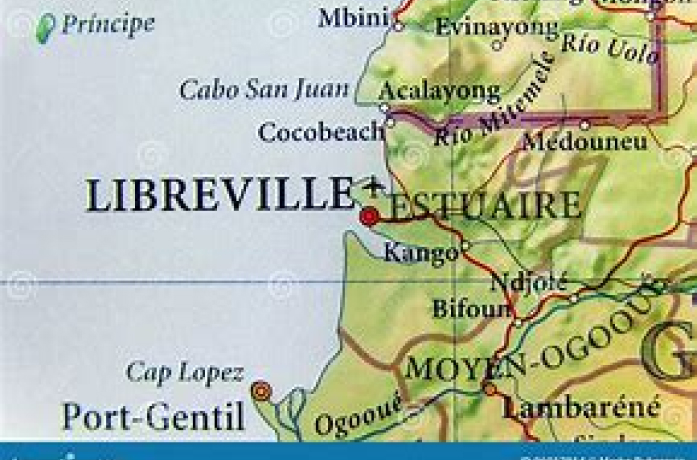 Príncipe
Mbini
Evinayong
Río Uolo
Cabo San Juan
Acalayong
Cocobeach
Río Mitemele
Médouneu
LIBREVILLE
ESTUAIRE
Kango
Ndjolé
Bifoun
MOYEN-OGOOUÉ
G
Cap Lopez
Port-Gentil
Ogooué
Lambaréné